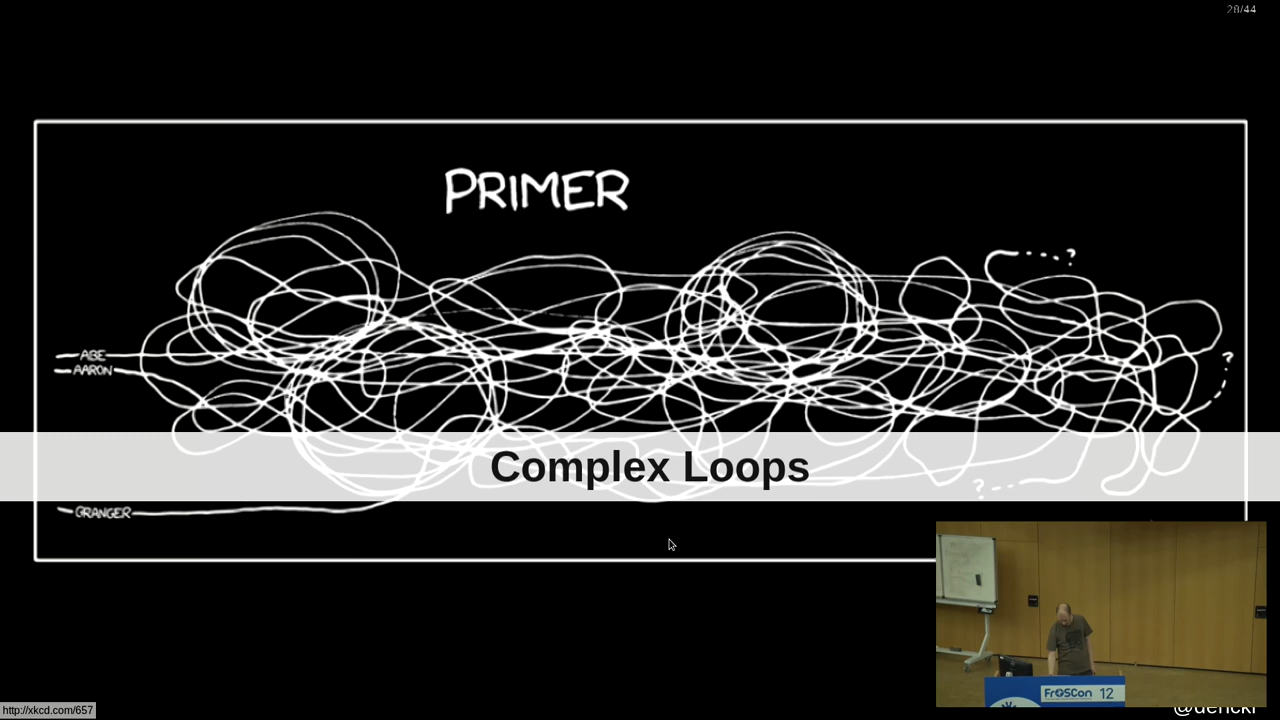 28/44
PRIMER
?
?
ABE
AARON
Complex Loops
?
GRANGER
FrOSCon 12
http://xkcd.com/657